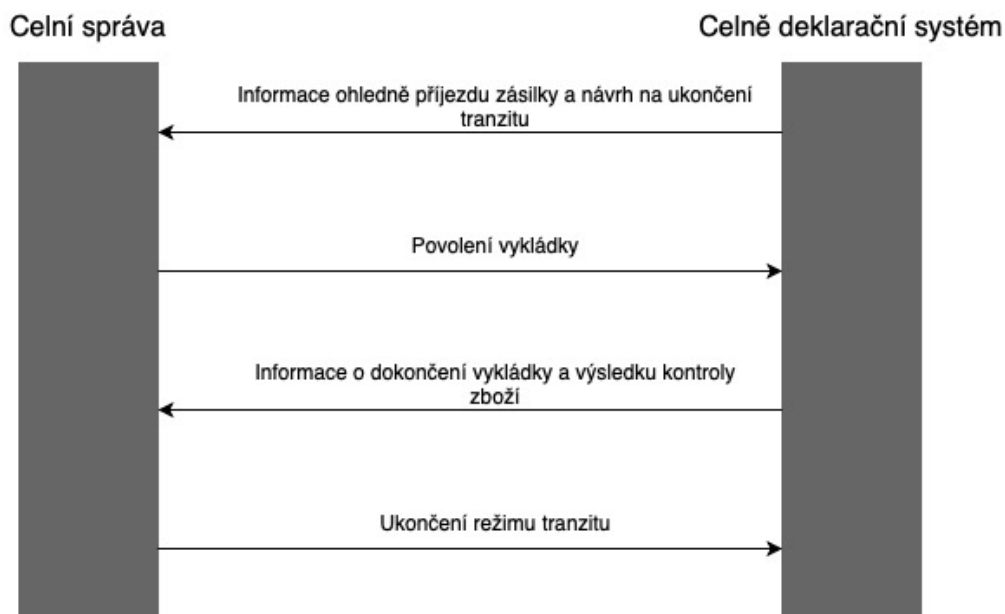 Celní správa
Celně deklarační systém
Informace ohledně příjezdu zásilky a návrh na ukončení
tranzitu
Povolení vykládky
Informace o dokončení vykládky a výsledku kontroly
zboží
Ukončení režimu tranzitu